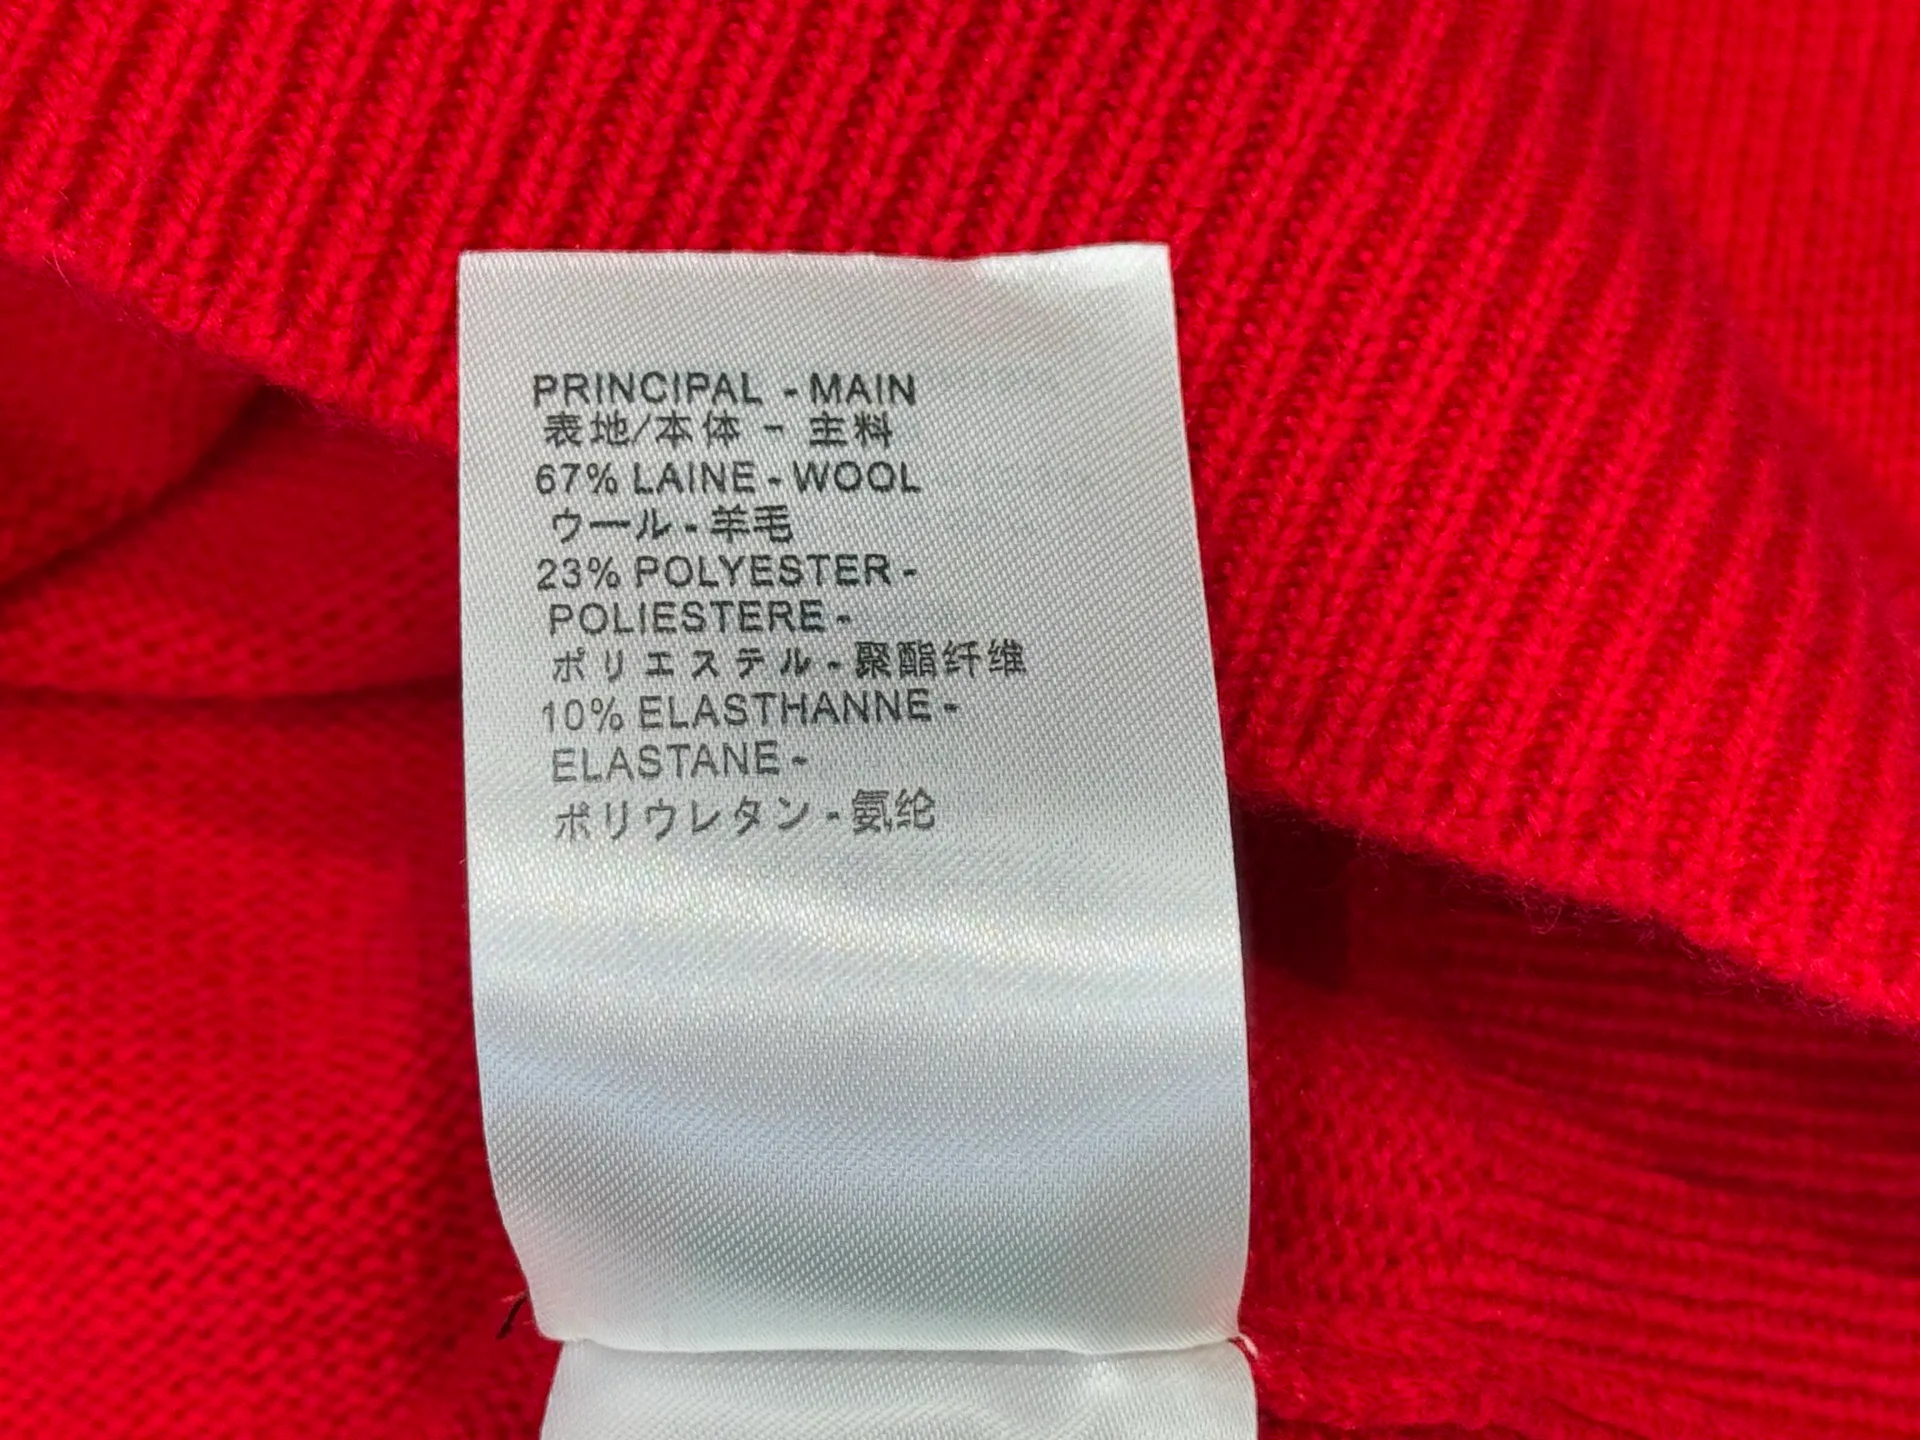 PRINCIPAL - MAIN
表地/本体 - 主料
67% LAINE - WOOL
ウール - 羊毛
23% POLYESTER -
POLIESTERE -
ポリエステル - 聚酯纤维
10% ELASTHANNE -
ELASTANE -
ポリウレタン - 氨纶